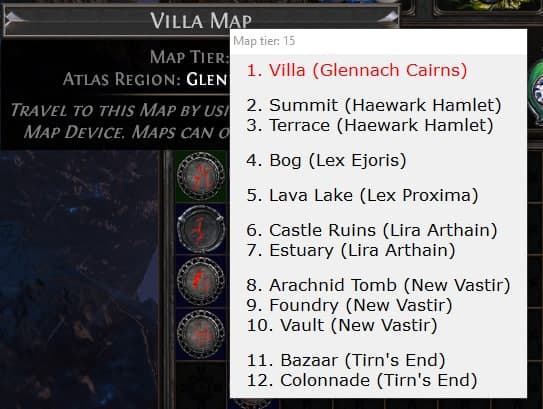 VILLA MAP
Map tier: 15
MAP TIER:
ATLAS REGION:
TRAVEL TO THIS MAP BY
MAP DEVICE. MAPS CAN
1. Villa (Glennach Cairns)
2. Summit (Haewark Hamlet)
3. Terrace (Haewark Hamlet)
4. Bog (Lex Ejoris)
5. Lava Lake (Lex Proxima)
6. Castle Ruins (Lira Arthain)
7. Estuary (Lira Arthain)
8. Arachnid Tomb (New Vastir)
9. Foundry (New Vastir)
10. Vault (New Vastir)
11. Bazaar (Tirn's End)
12. Colonnade (Tirn's End)